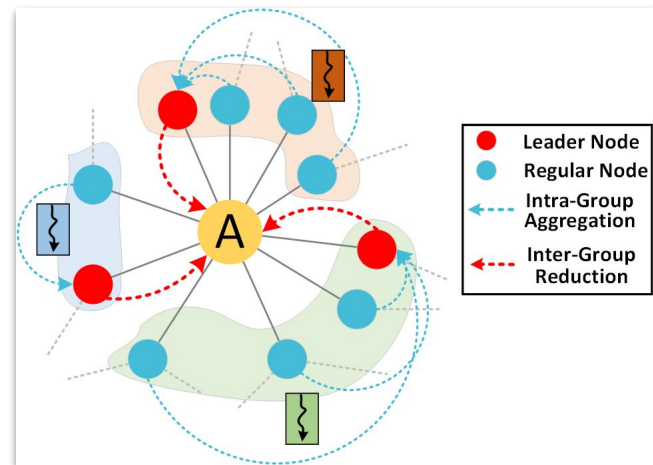 A
Leader Node
Regular Node
Intra-Group
Aggregation
Inter-Group
Reduction